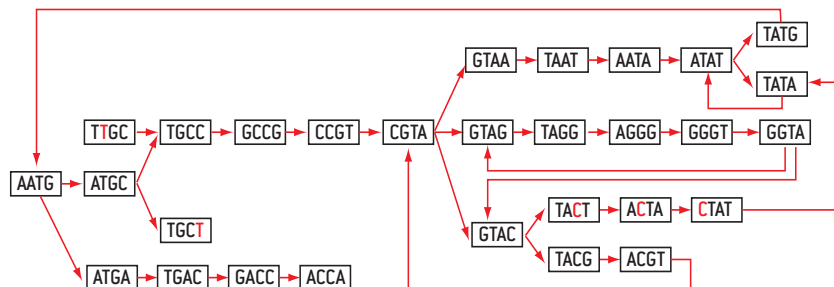 TATG
GTAA TAAT AATA ATAT
TATA
TTGC TGCC GCCG CCGT CGTA GTAG TAGG AGGG GGGT GGTA
AATG ATGC
TACT ACTA CTAT
TGCT GTAC
TACG ACGT
ATGA TGAC GACC ACCA